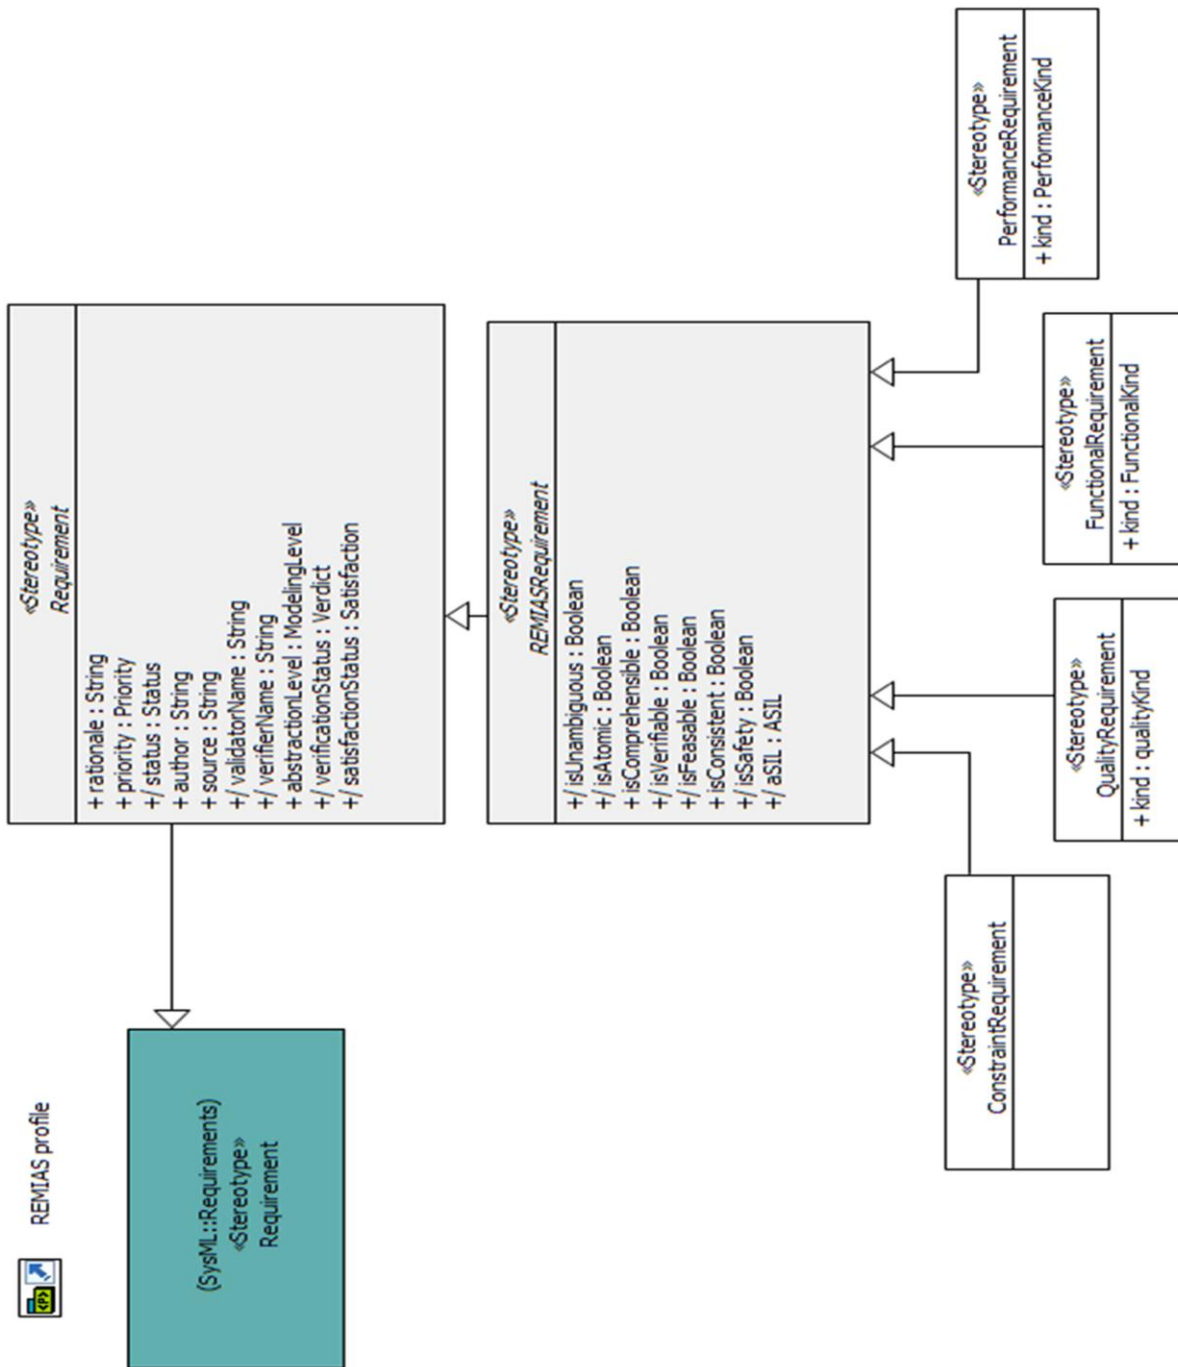 REMIAS profile
(SysML::Requirements)
«Stereotype»
Requirement
«Stereotype»
Requirement
+ rationale : String
+ priority : Priority
+/ status : Status
+ author : String
+ source : String
+/ validatorName : String
+/ verifierName : String
+ abstractionLevel : ModelingLevel
+/ verificationStatus : Verdict
+/ satisfactionStatus : Satisfaction
«Stereotype»
REMIASRequirement
+/ isUnambiguous : Boolean
+/ isAtomic : Boolean
+ isComprehensible : Boolean
+/ isVerifiable : Boolean
+/ isFeasable : Boolean
+ isConsistent : Boolean
+/ isSafety : Boolean
+/ aSIL : ASIL
«Stereotype»
ConstraintRequirement
«Stereotype»
QualityRequirement
+ kind : qualityKind
«Stereotype»
FunctionalRequirement
+ kind : FunctionalKind
«Stereotype»
PerformanceRequirement
+ kind : PerformanceKind